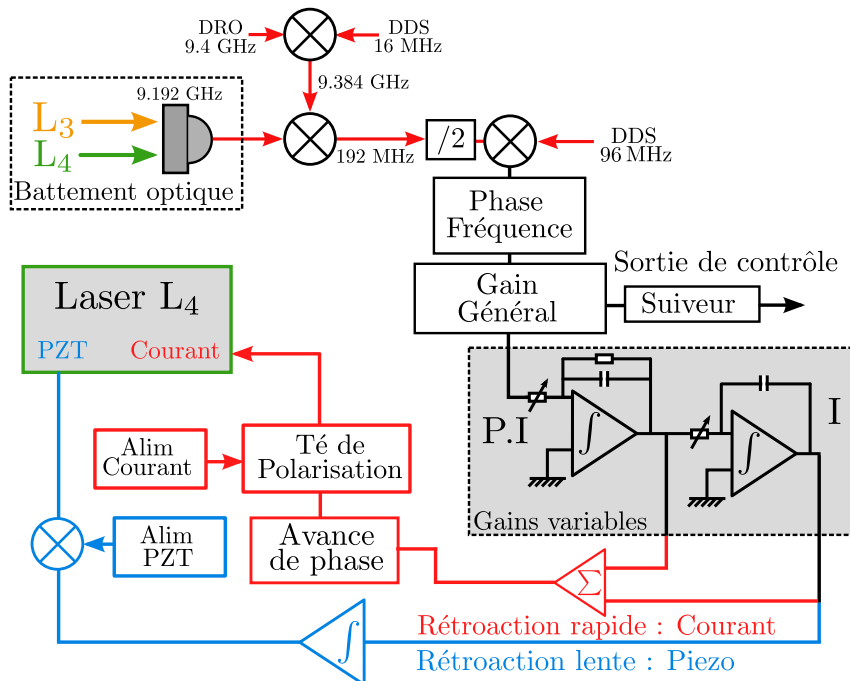 DRO
9.4 GHz
DDS
16 MHz
9.384 GHz
9.192 GHz
L3
L4
Battement optique
192 MHz
/2
DDS
96 MHz
Phase
Fréquence
Gain
Général
Sortie de contrôle
Suiveur
Laser L4
PZT
Courant
P.I
∫
∫
I
Gains variables
Alim
Courant
Té de
Polarisation
Alim
PZT
Avance
de phase
Σ
∫
Rétroaction rapide : Courant
Rétroaction lente : Piezo